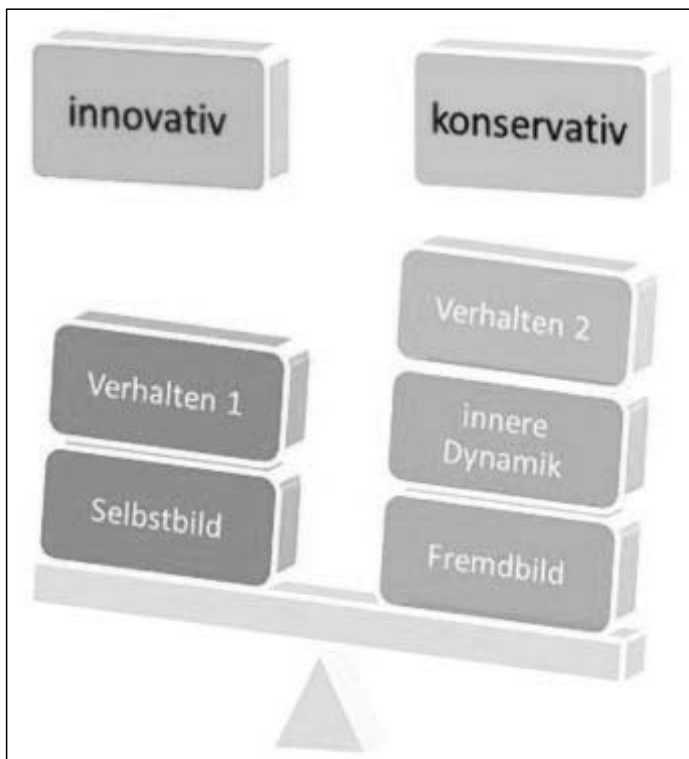 innovativ
konservativ
Verhalten 1
Selbstbild
Verhalten 2
innere
Dynamik
Fremdbild